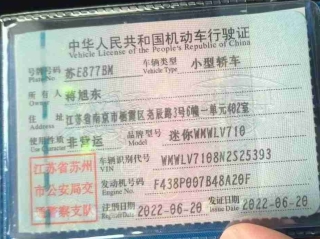 中华人民共和国机动车行驶证
Vehicle License of the People's Republic of China
号牌号码 苏E877BM 车辆类型 小型轿车
Plate No. Vehicle Type
所有人 蒋旭东
Owner
住址 江苏省南京市栖霞区尧辰路3号6幢一单元402室
Address
使用性质 非营运 品牌型号 迷你WMWLV710
Model
江苏省苏州市公安局交通警察支队
车辆识别代号 WMWLV7108N2S25393
VIN
发动机号码 F438P007B48A20F
Engine No.
注册日期 2022-06-20 发证日期 2022-06-20
Register Date Issue Date